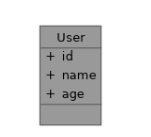 User
+ id
+ name
+ age